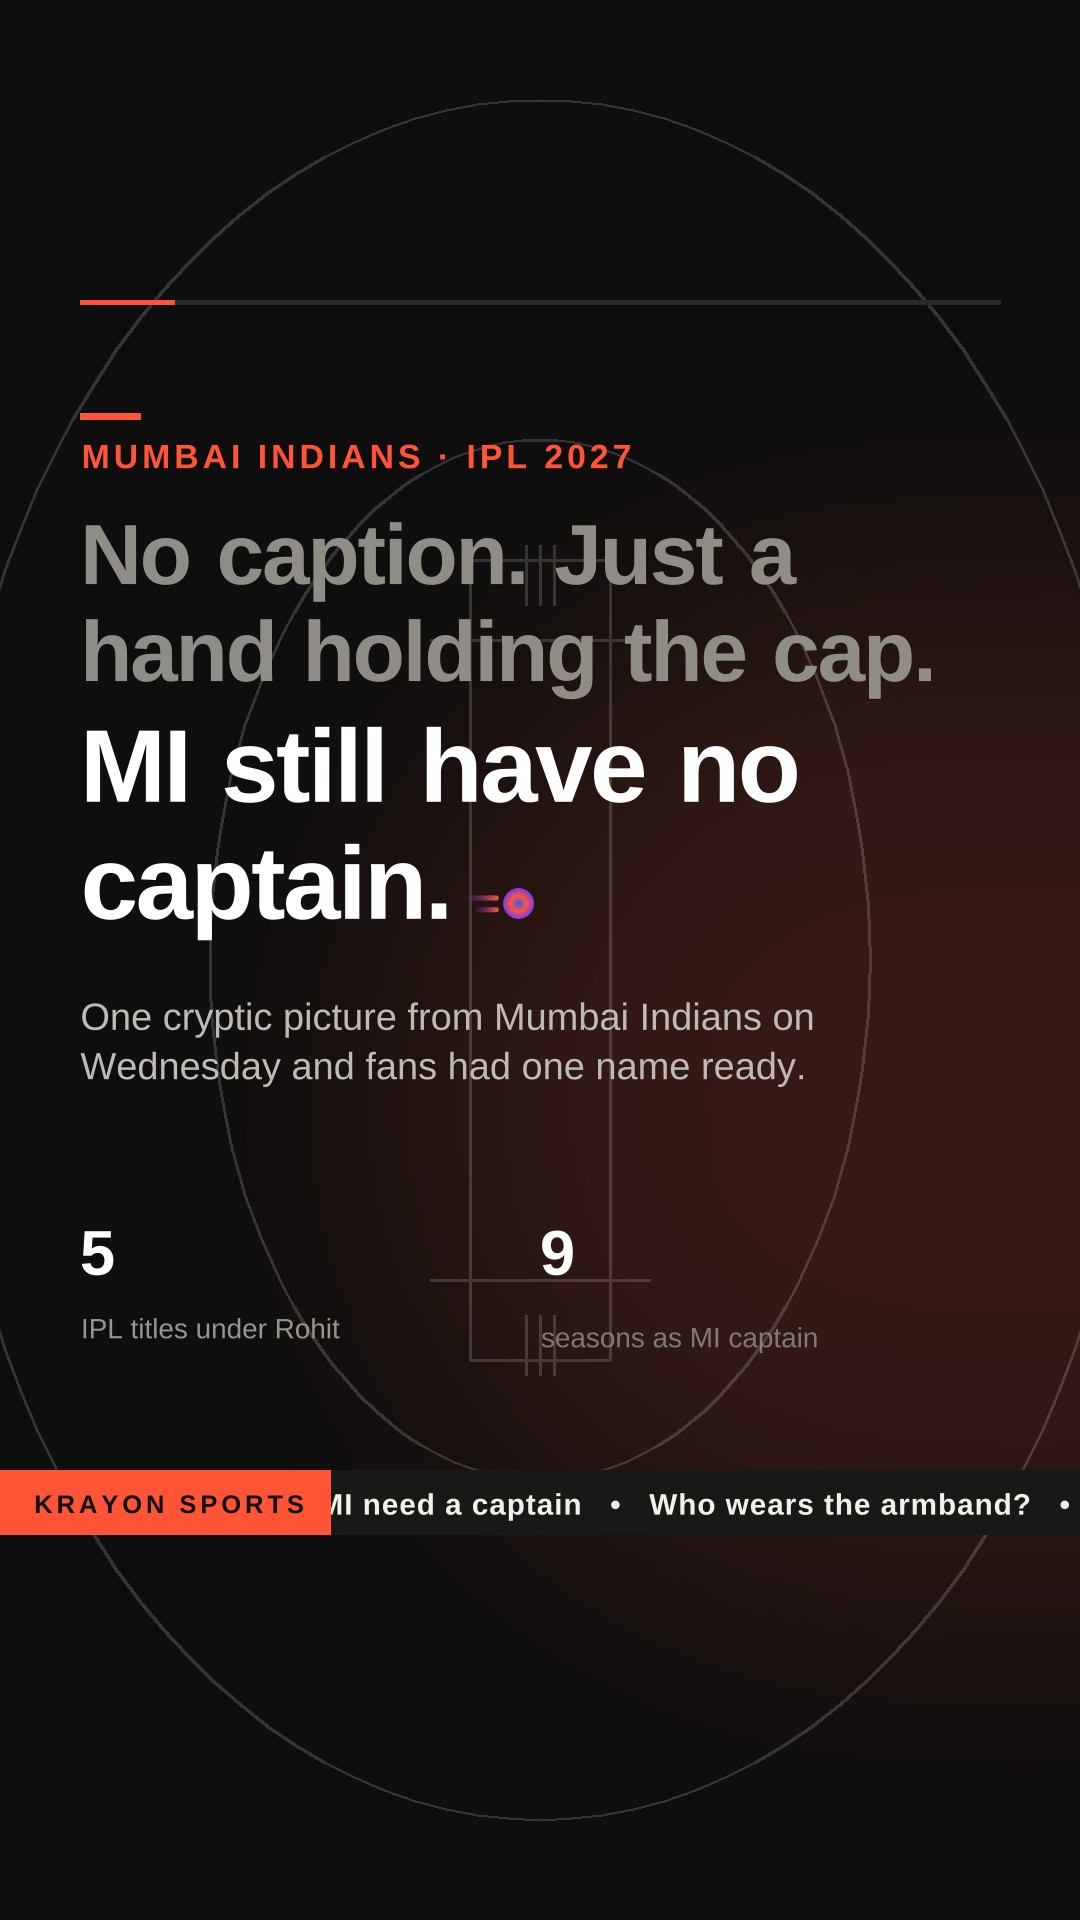 MUMBAI INDIANS · IPL 2027
No caption. Just a
hand holding the cap.
MI still have no
captain.
One cryptic picture from Mumbai Indians on
Wednesday and fans had one name ready.
5
IPL titles under Rohit
9
seasons as MI captain
KRAYON SPORTS
MI need a captain • Who wears the armband? •